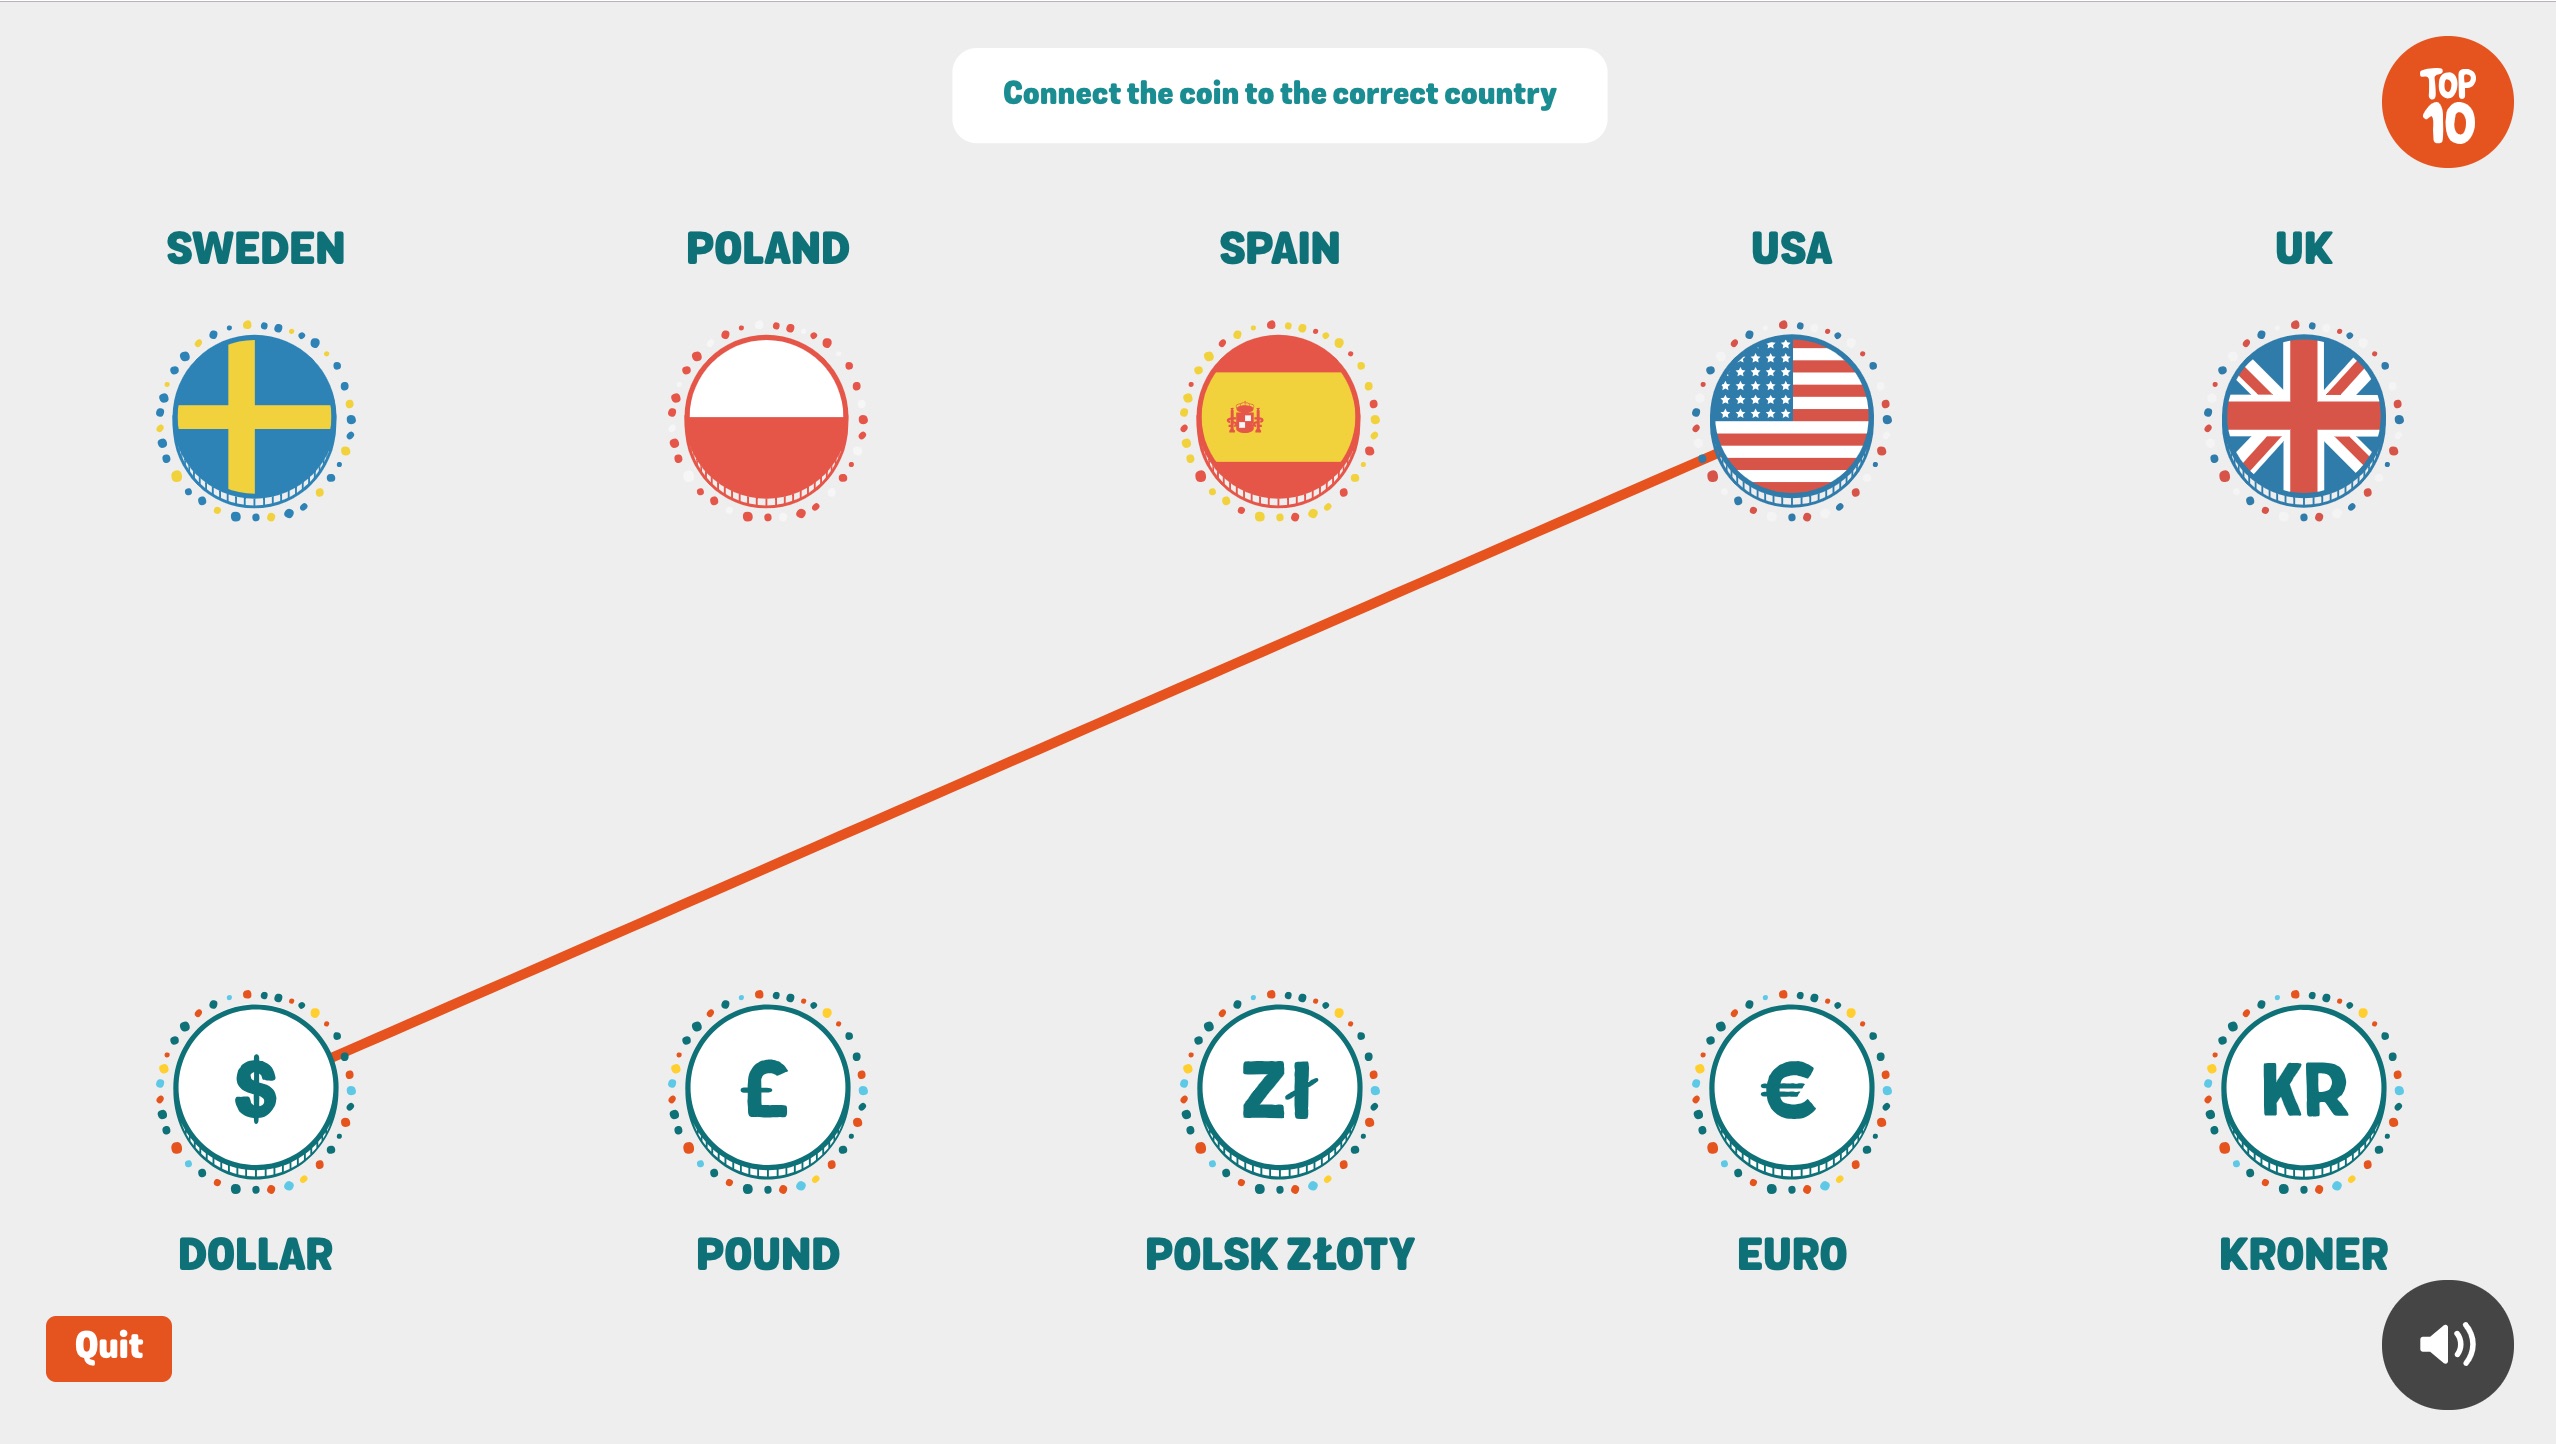 Connect the coin to the correct country
TOP
10
SWEDEN
POLAND
SPAIN
USA
UK
$
£
Zł
€
KR
DOLLAR
POUND
POLSK ZŁOTY
EURO
KRONER
Quit